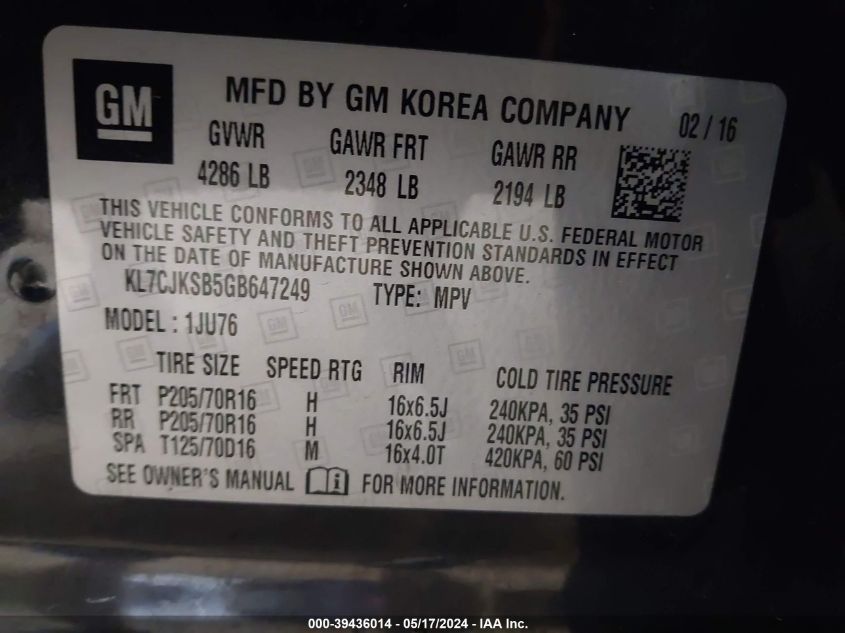 GM
MFD BY GM KOREA COMPANY 02 / 16
GVWR GAWR FRT GAWR RR
4286 LB 2348 LB 2194 LB
THIS VEHICLE CONFORMS TO ALL APPLICABLE U.S. FEDERAL MOTOR
VEHICLE SAFETY AND THEFT PREVENTION STANDARDS IN EFFECT
ON THE DATE OF MANUFACTURE SHOWN ABOVE.
KL7CJKSB5GB647249 TYPE: MPV
MODEL : 1JU76
TIRE SIZE SPEED RTG RIM COLD TIRE PRESSURE
FRT P205/70R16 H 16x6.5J 240KPA, 35 PSI
RR P205/70R16 H 16x6.5J 240KPA, 35 PSI
SPA T125/70D16 M 16x4.0T 420KPA, 60 PSI
SEE OWNER'S MANUAL i FOR MORE INFORMATION.
000-39436014 - 05/17/2024 - IAA Inc.